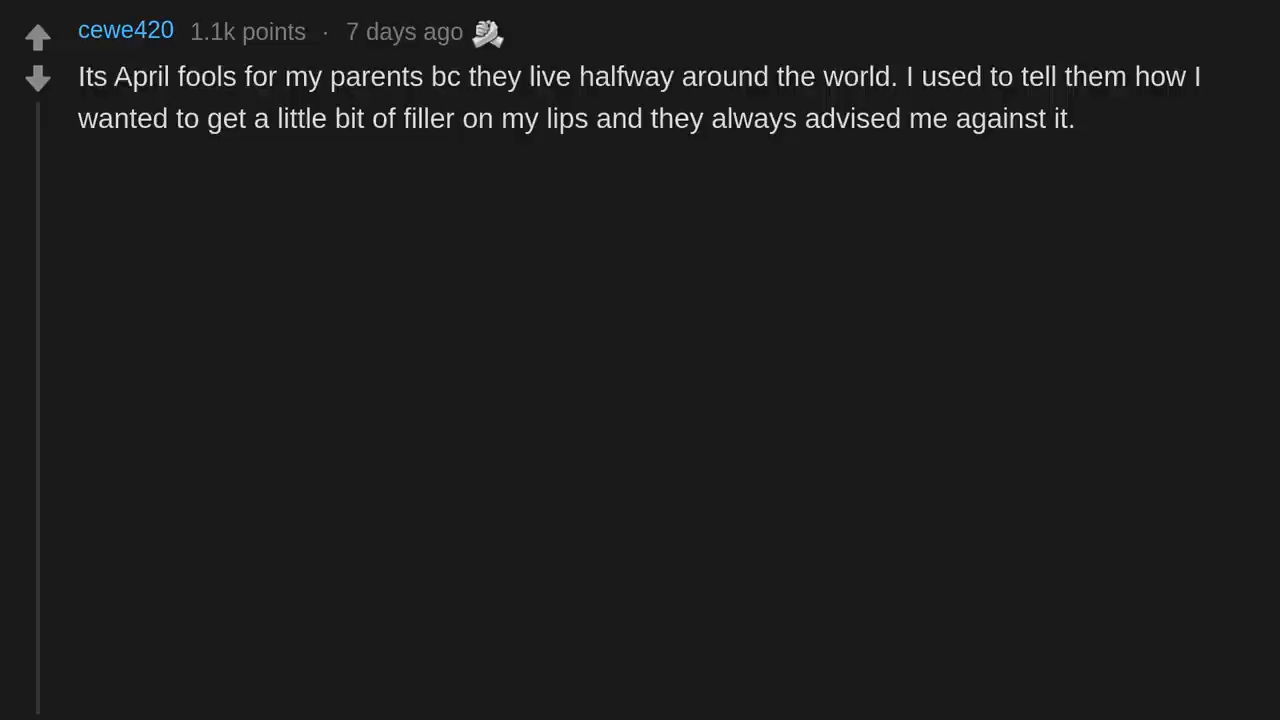 cewe420 1.1k points · 7 days ago
Its April fools for my parents bc they live halfway around the world. I used to tell them how I
wanted to get a little bit of filler on my lips and they always advised me against it.